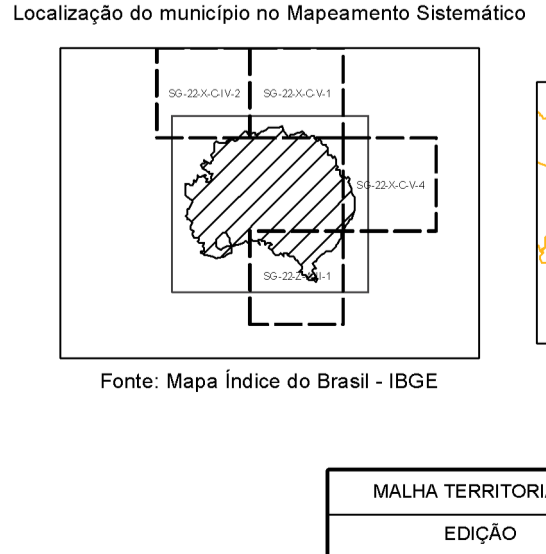 Localização do município no Mapeamento Sistemático
SG-22-X-C-IV-2
SG-22-X-C-V-1
SG-22-X-C-V-4
Fonte: Mapa Índice do Brasil - IBGE
EDIÇÃO
MALHA